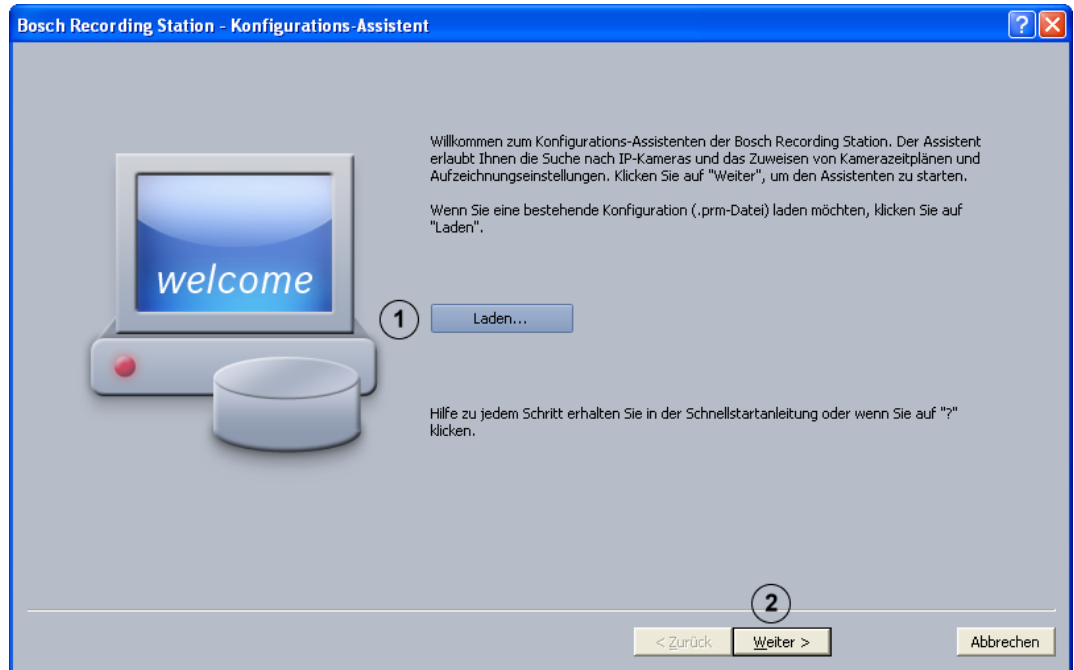 Bosch Recording Station - Konfigurations-Assistent
?
Willkommen zum Konfigurations-Assistenten der Bosch Recording Station. Der Assistent
erlaubt Ihnen die Suche nach IP-Kameras und das Zuweisen von Kamerazeitplänen und
Aufzeichnungseinstellungen. Klicken Sie auf "Weiter", um den Assistenten zu starten.
Wenn Sie eine bestehende Konfiguration (.prm-Datei) laden möchten, klicken Sie auf
"Laden".
welcome
1
Laden...
Hilfe zu jedem Schritt erhalten Sie in der Schnellstartanleitung oder wenn Sie auf "?"
klicken.
2
< Zurück
Weiter >
Abbrechen